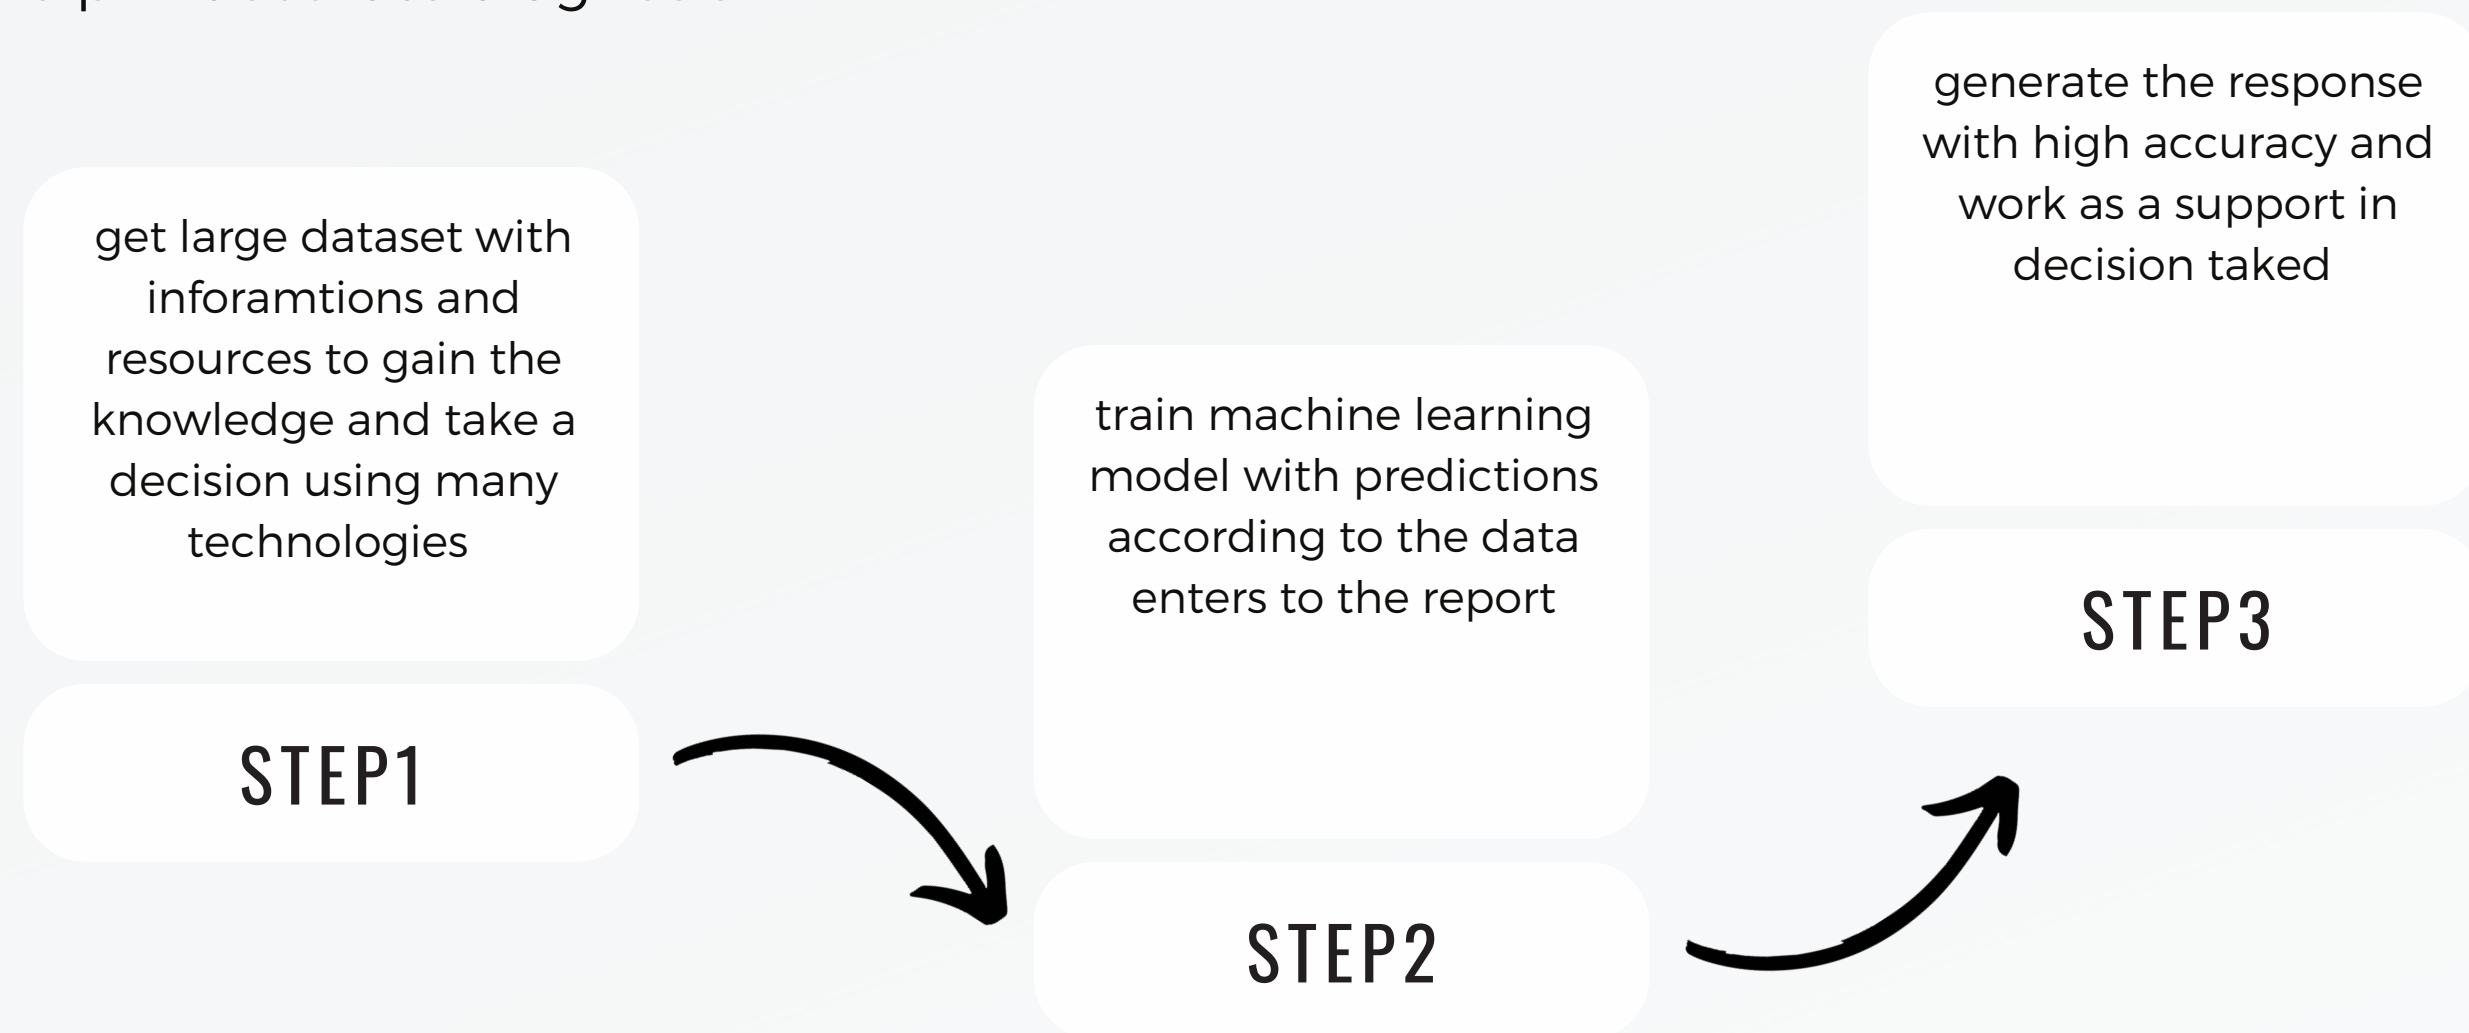 get large dataset with
inforamtions and
resources to gain the
knowledge and take a
decision using many
technologies
STEP1
train machine learning
model with predictions
according to the data
enters to the report
STEP2
generate the response
with high accuracy and
work as a support in
decision taked
STEP3